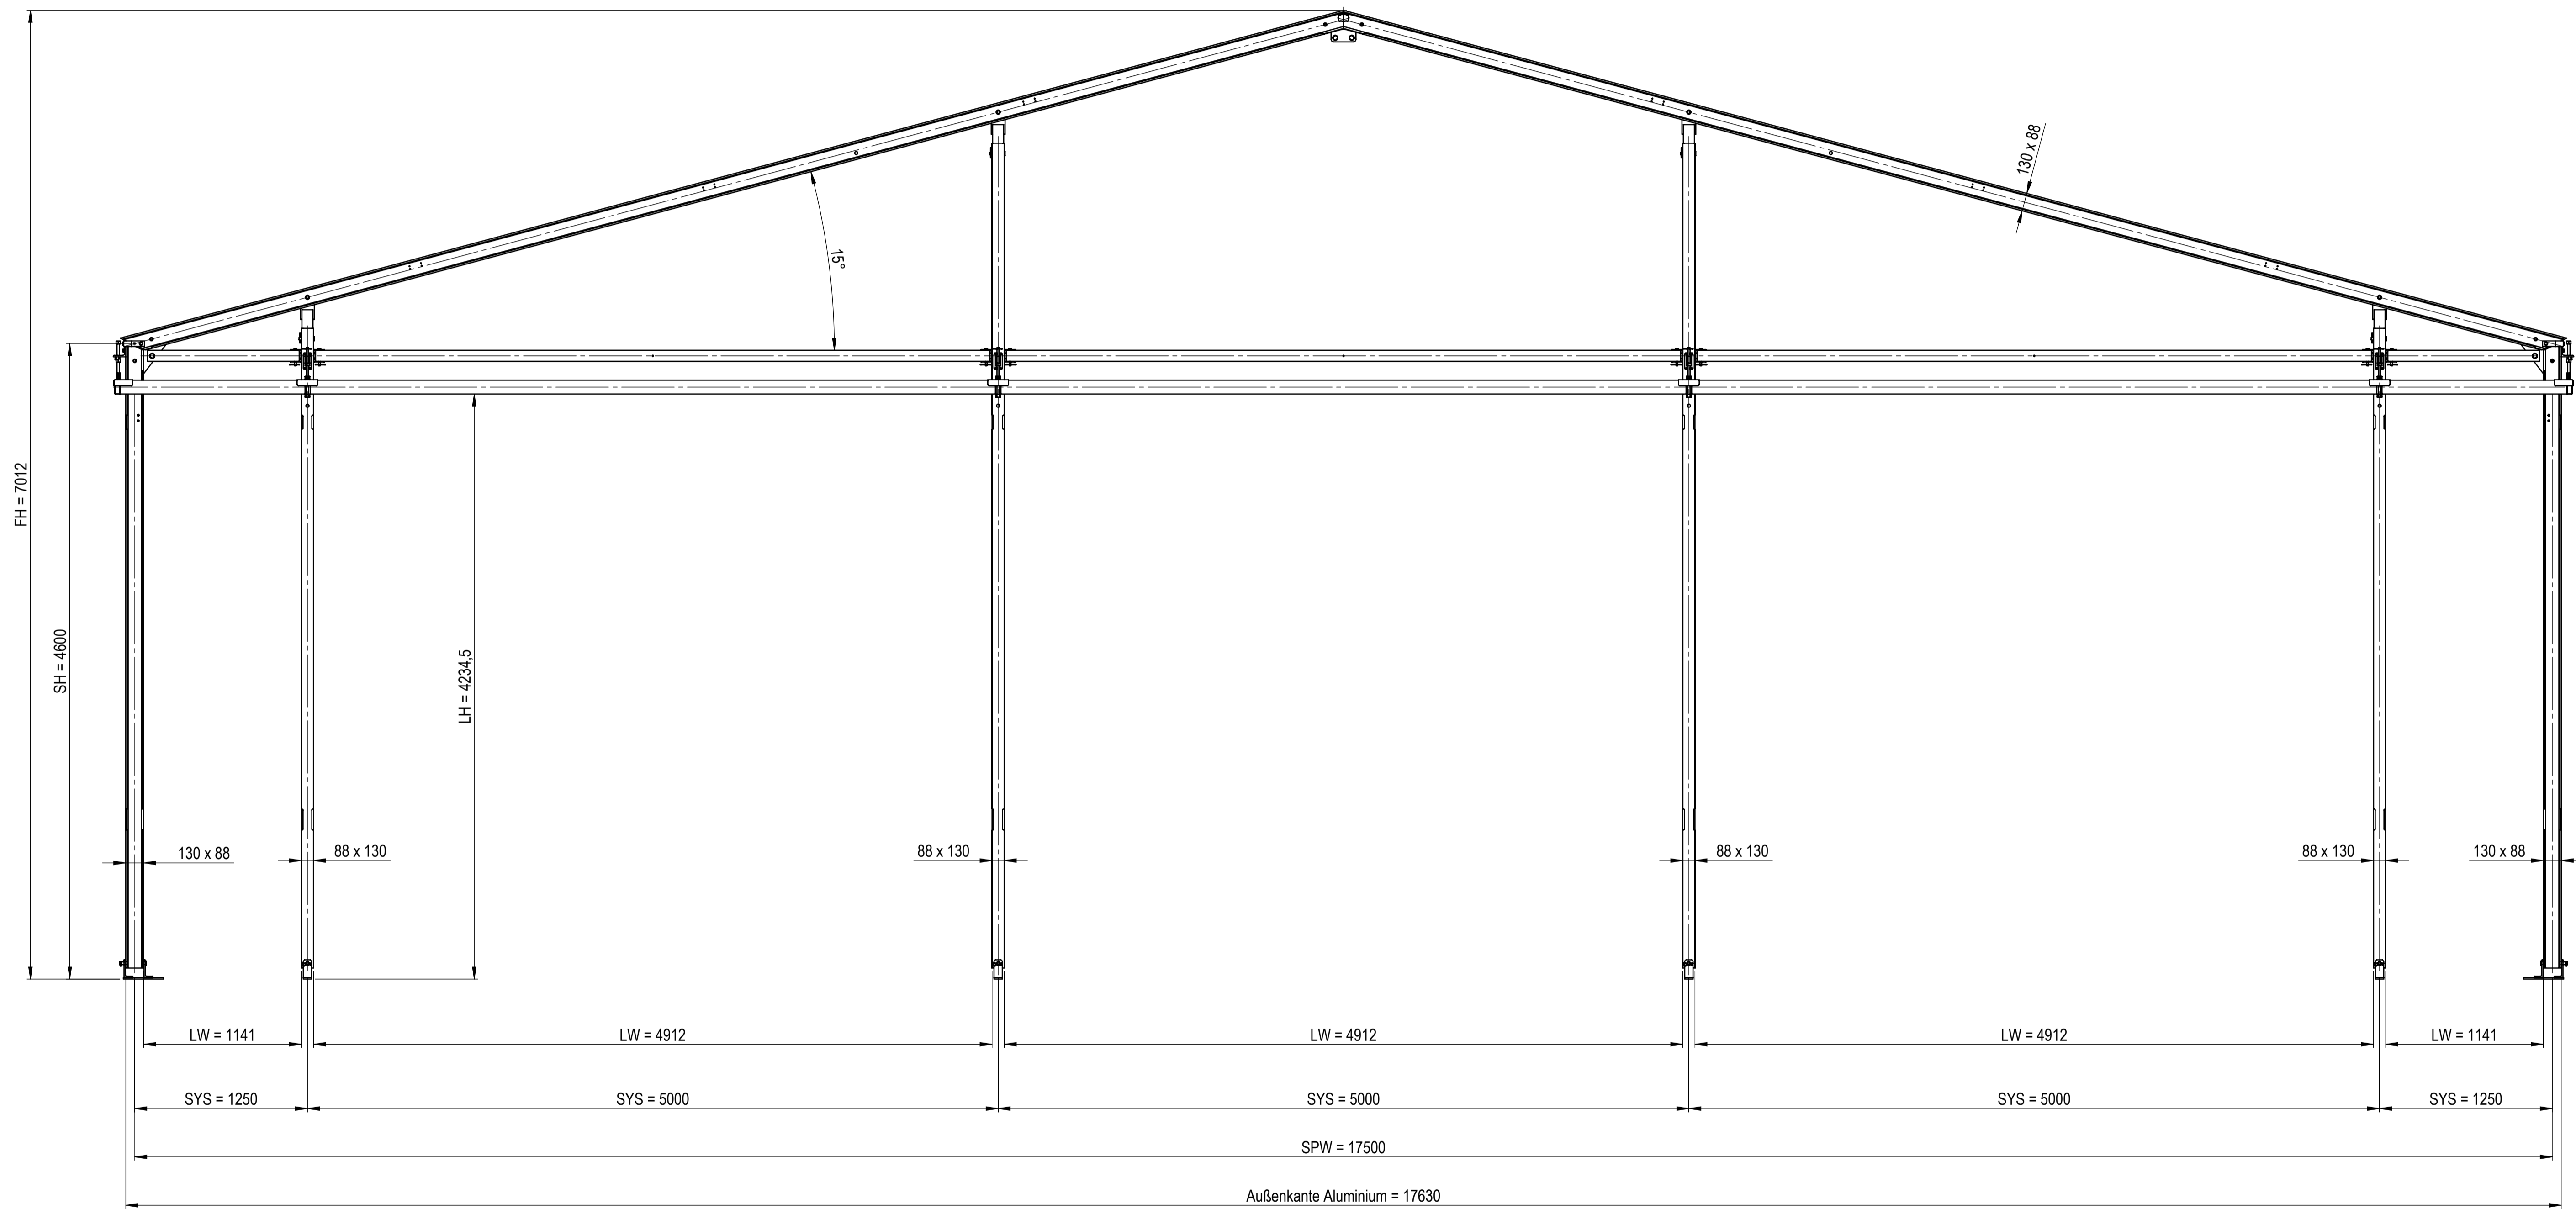 130 x 88
15°
FH = 7012
SH = 4600
LH = 4234,5
130 x 88
88 x 130
88 x 130
88 x 130
88 x 130
130 x 88
LW = 1141
LW = 4912
LW = 4912
LW = 4912
LW = 1141
SYS = 1250
SYS = 5000
SYS = 5000
SYS = 5000
SYS = 1250
SPW = 17500
Außenkante Aluminium = 17630